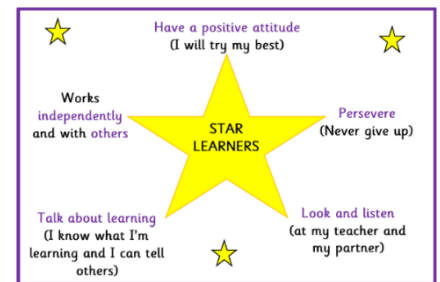 Have a positive attitude
(I will try my best)
Works
independently
and with others
STAR
LEARNERS
Persevere
(Never give up)
Talk about learning
(I know what I'm
learning and I can tell
others)
Look and listen
(at my teacher and
my partner)